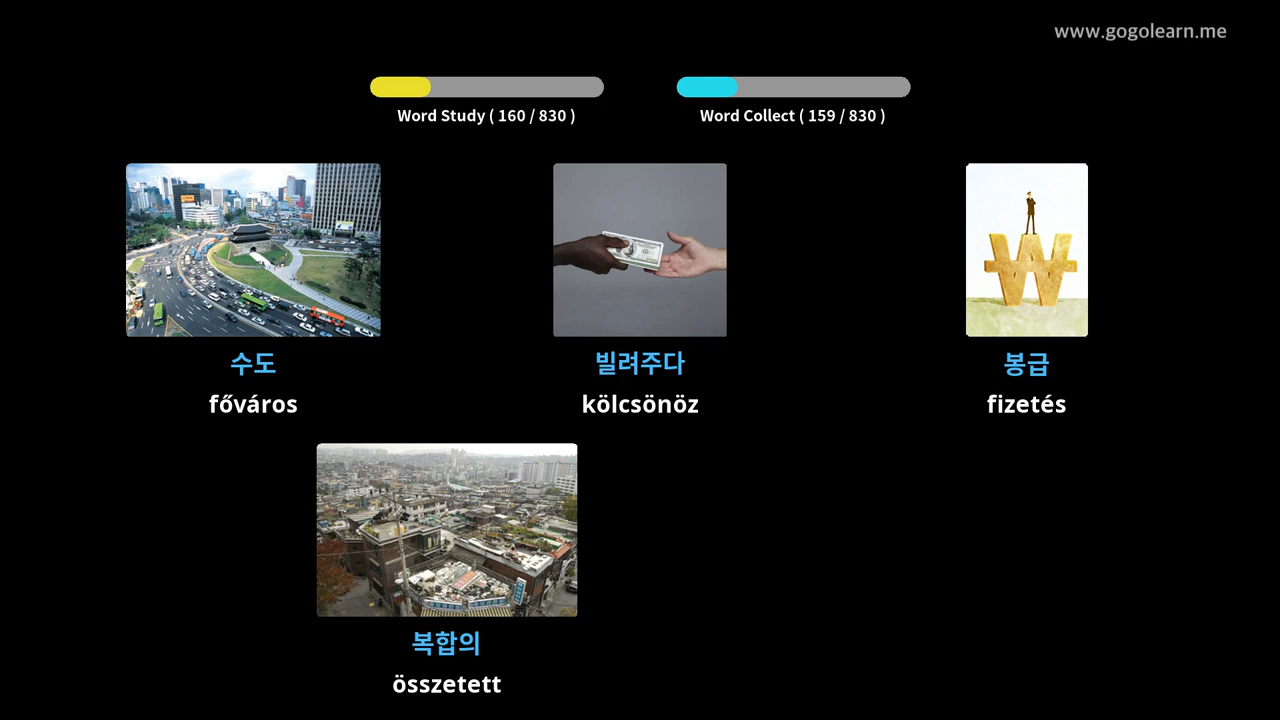 www.gogolearn.me
Word Study ( 160 / 830 )
Word Collect ( 159 / 830 )
수도
főváros
빌려주다
kölcsönöz
봉급
fizetés
복합의
összetett